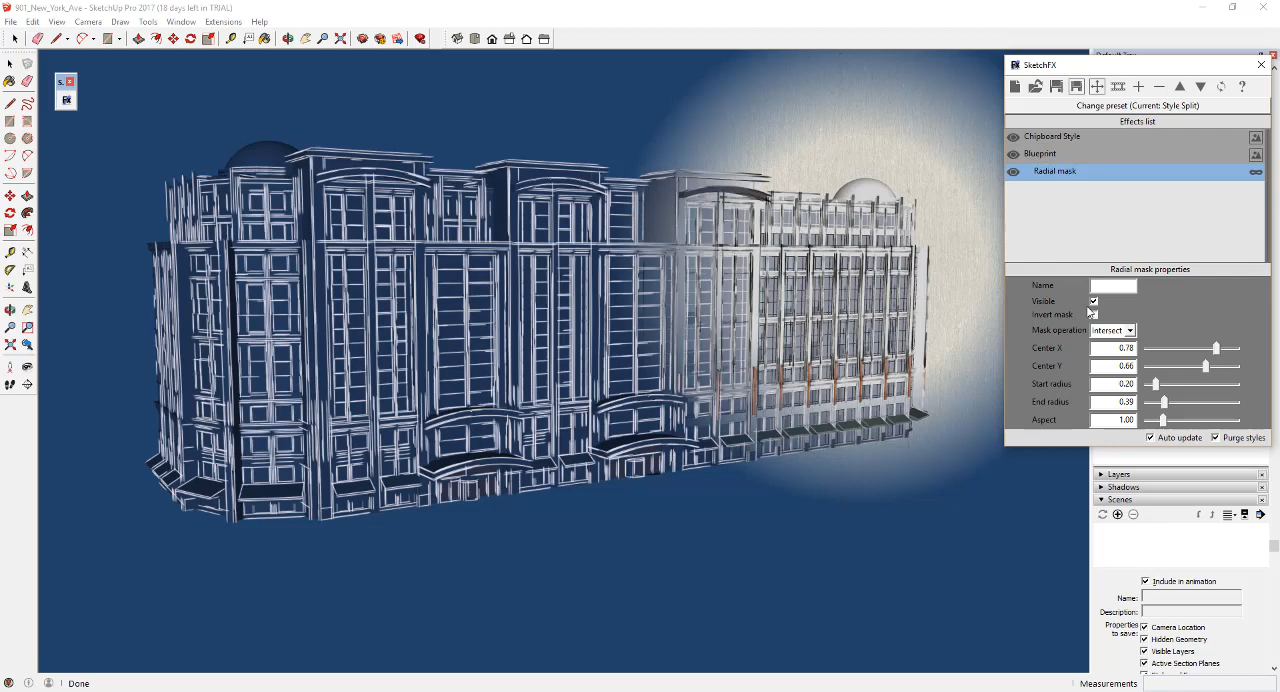 901_New_York_Ave - SketchUp Pro 2017 (18 days left in TRIAL)
File Edit View Camera Draw Tools Window Extensions Help
SketchFX
Change preset (Current: Style Split)
Effects list
Chipboard Style
Blueprint
Radial mask
Radial mask properties
Name
Visible
Invert mask
Mask operation Intersect
Center X 0.78
Center Y 0.66
Start radius 0.20
End radius 0.39
Aspect 1.00
Auto update Purge styles
Layers
Shadows
Scenes
Include in animation
Name:
Description:
Properties to save:
Camera Location
Hidden Geometry
Visible Layers
Active Section Planes
Done
Measurements